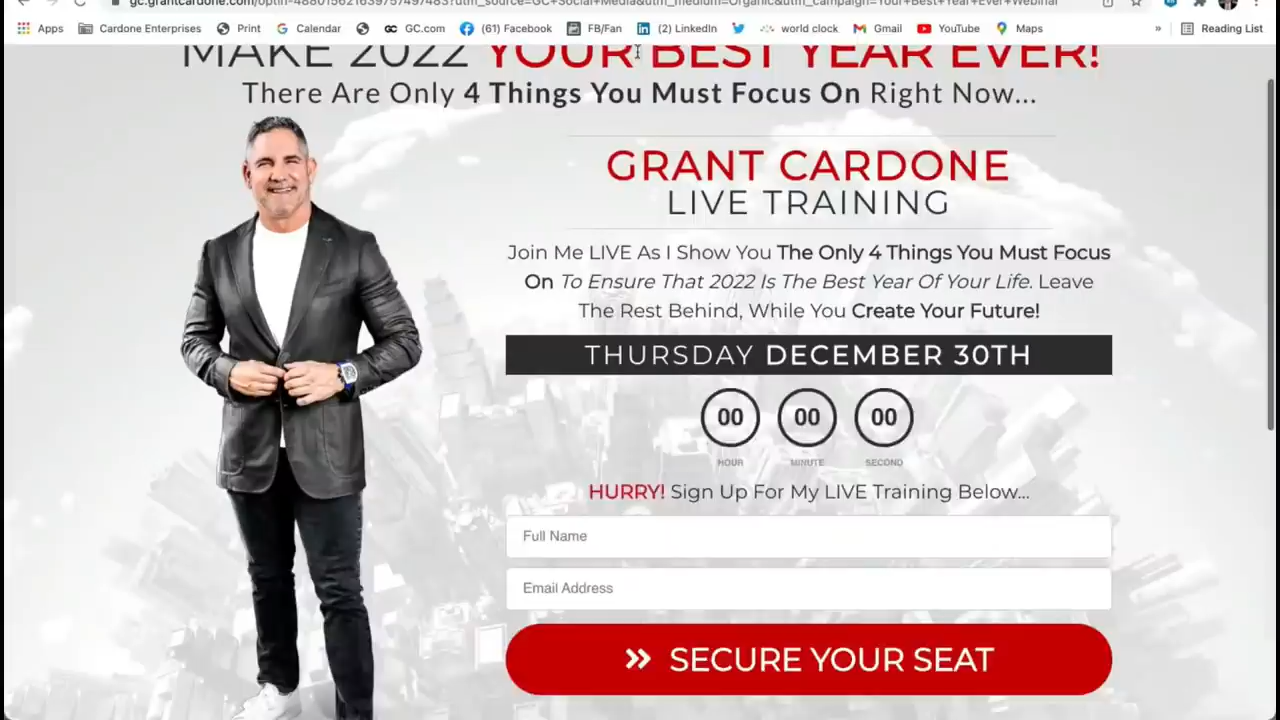 gc.grantcardone.com/optin-48801562163975749748
Apps Cardone Enterprises Print Calendar GC.com (61) Facebook FB/Fan (2) LinkedIn world clock Gmail YouTube Maps » Reading List
MAKE 2022 YOUR BEST YEAR EVER!
There Are Only 4 Things You Must Focus On Right Now...
GRANT CARDONE
LIVE TRAINING
Join Me LIVE As I Show You The Only 4 Things You Must Focus
On To Ensure That 2022 Is The Best Year Of Your Life. Leave
The Rest Behind, While You Create Your Future!
THURSDAY DECEMBER 30TH
00 00 00
HOUR MINUTE SECOND
HURRY! Sign Up For My LIVE Training Below...
Full Name
Email Address
» SECURE YOUR SEAT